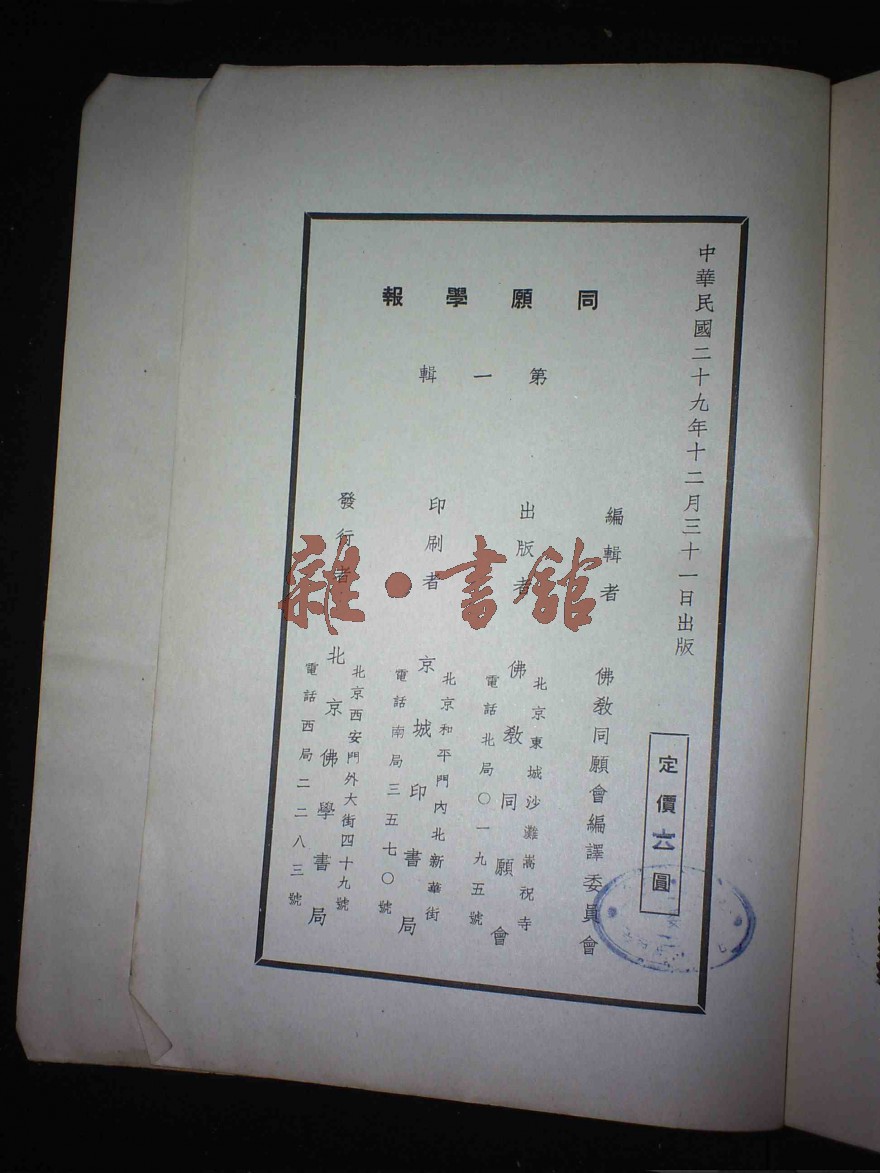 中華民國二十九年十二月三十一日出版
定價六圓
同願學報
第一輯
編輯者
佛敎同願會編譯委員會
出版者
北京東城沙灘嵩祝寺
佛敎同願會
電話北局〇一九五號
印刷者
北京和平門內北新華街
京城印書局
電話南局三五七〇號
發行者
北京西安門外大街四十九號
北京佛學書局
電話西局二二八三號
雜·書館